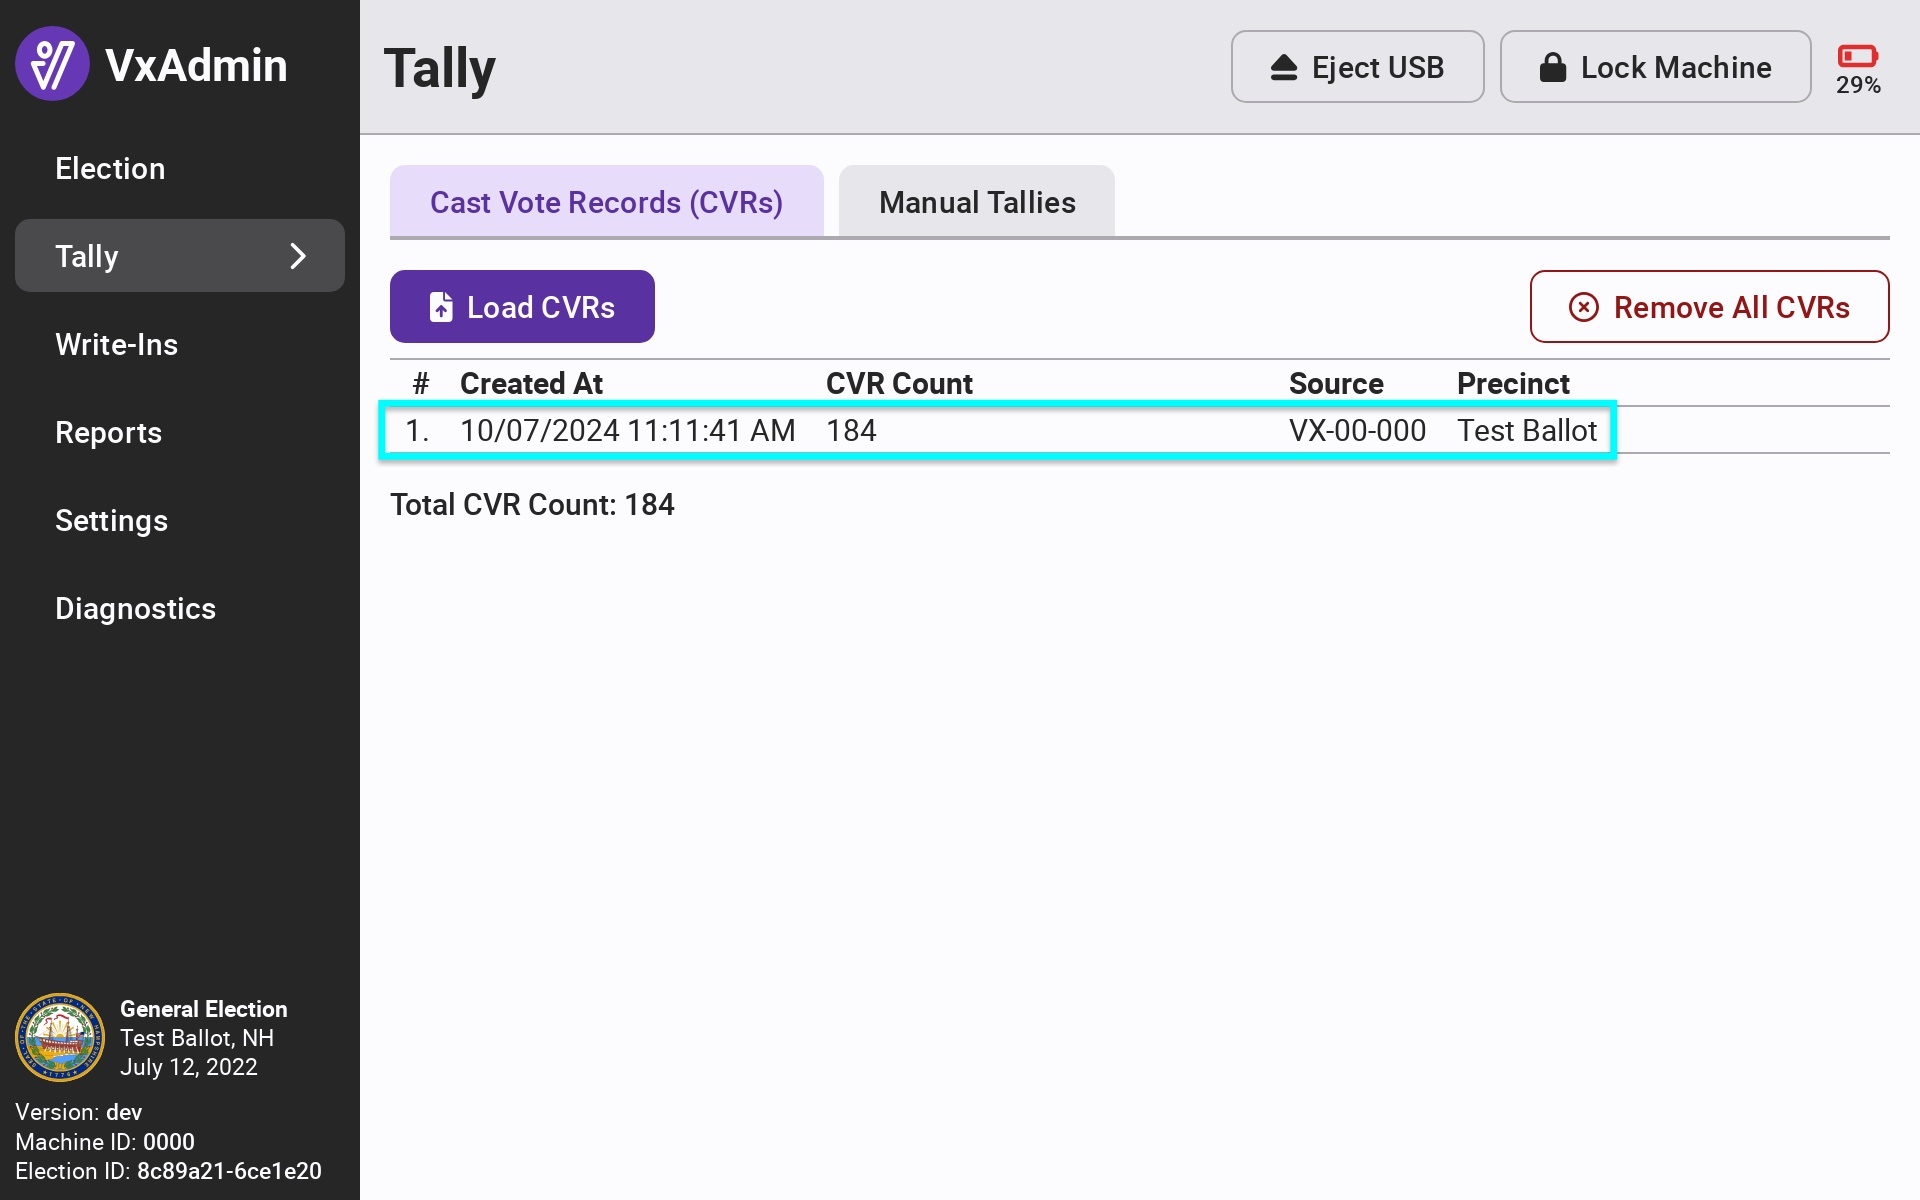 VxAdmin
Election
Tally
Write-Ins
Reports
Settings
Diagnostics
General Election
Test Ballot, NH
July 12, 2022
Version: dev
Machine ID: 0000
Election ID: 8c89a21-6ce1e20
Tally
Eject USB
Lock Machine
29%
Cast Vote Records (CVRs)
Manual Tallies
Load CVRs
Remove All CVRs
# Created At CVR Count Source Precinct
1. 10/07/2024 11:11:41 AM 184 VX-00-000 Test Ballot
Total CVR Count: 184